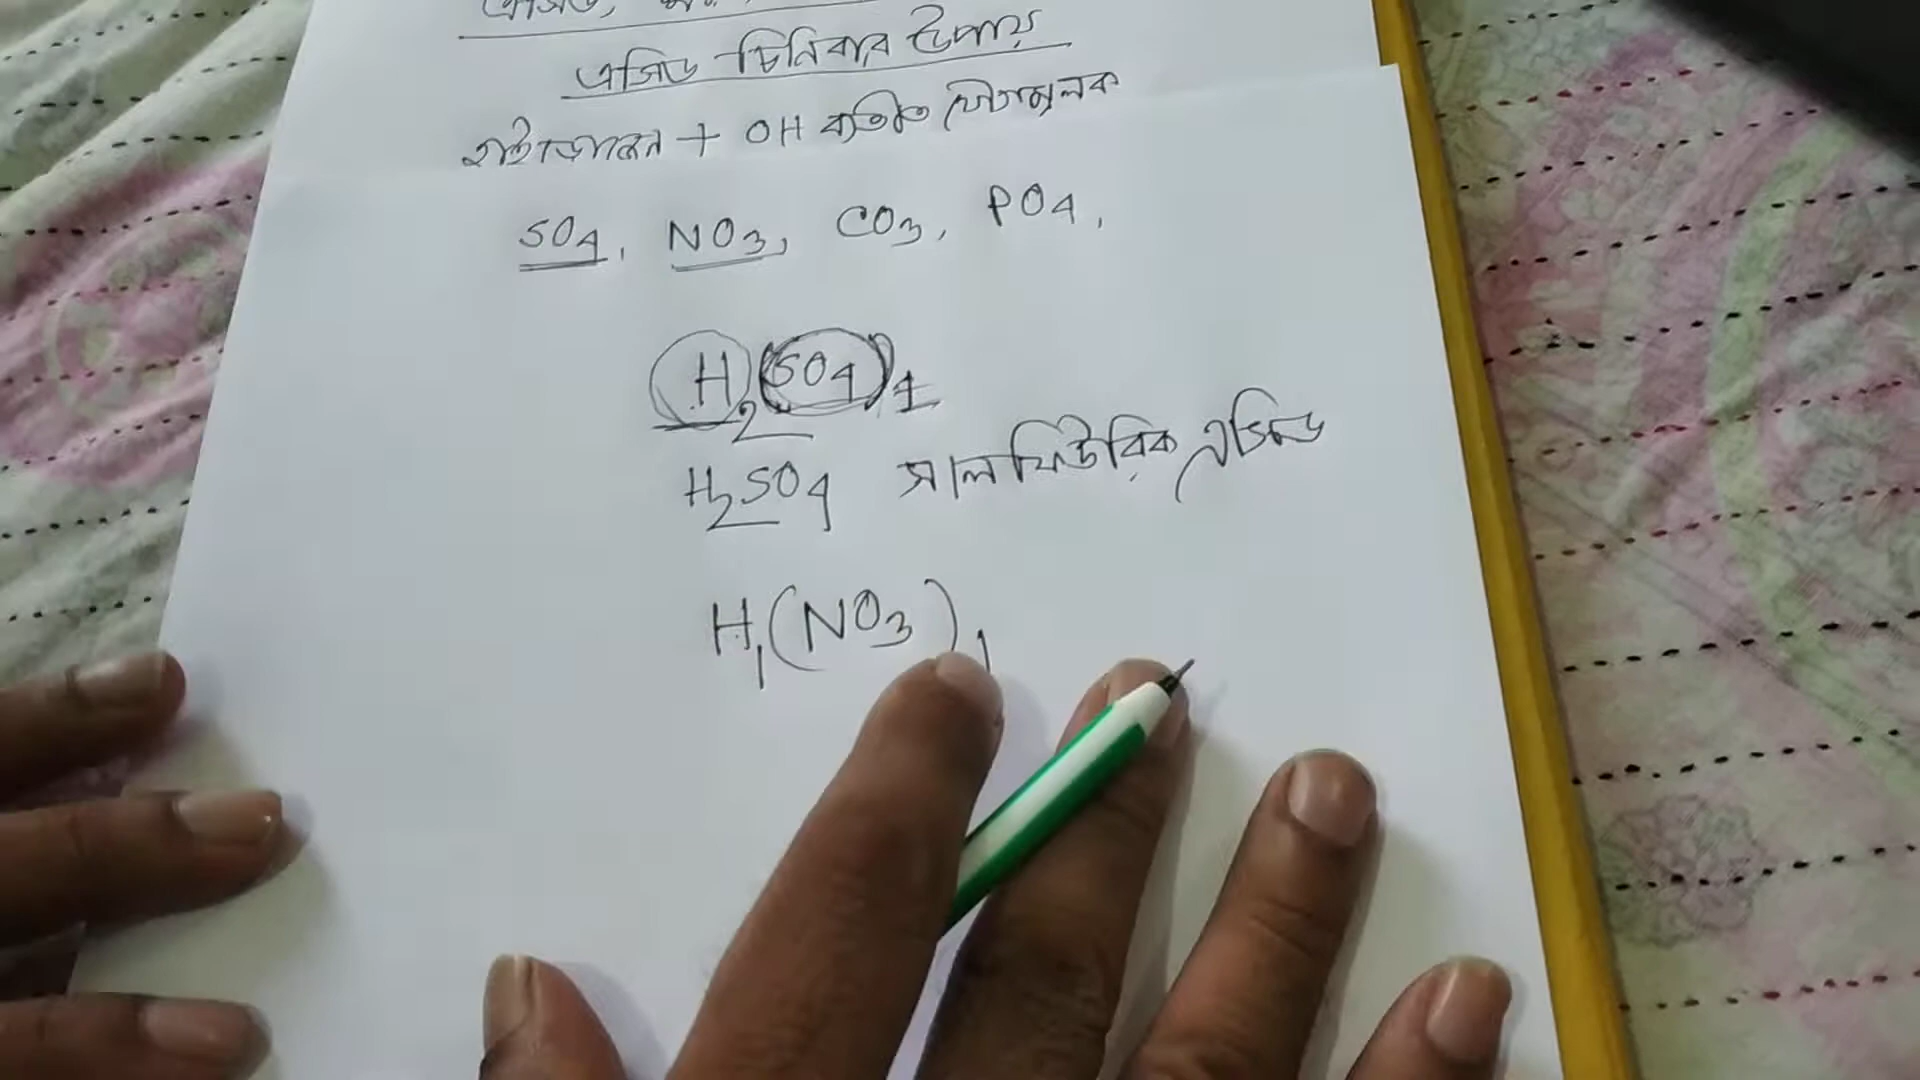 এসিড,
এসিড চিনিবার উপায়
হাইড্রোজেন + OH ব্যতীত যৌগমূলক
SO4, NO3, CO3, PO4,
H2(SO4)1
H2SO4 সালফিউরিক এসিড
H1(NO3)1